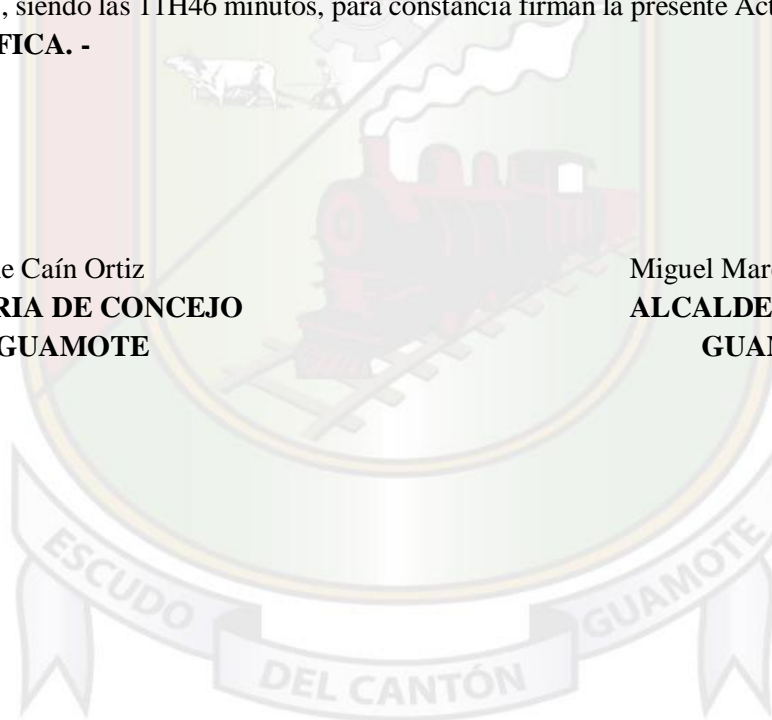 , siendo las 11H46 minutos, para constancia firman la presente Act
FICA. -
e Caín Ortiz
RIA DE CONCEJO
GUAMOTE
Miguel Mar
ALCALDE
GUA
ESCUDO
DEL CANTÓN
GUAMOTE